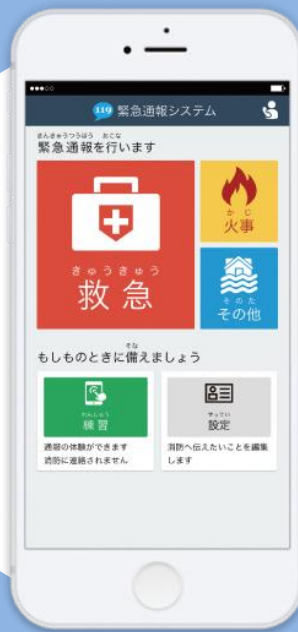 119 緊急通報システム
きんきゅうつうほう おこな
緊急通報を行います
きゅうきゅう
救急
かじ
火事
そのた
その他
そな
もしものときに備えましょう
れんしゅう
練習
通報の体験ができます
消防に連絡されません
せってい
設定
消防へ伝えたいことを編集
します